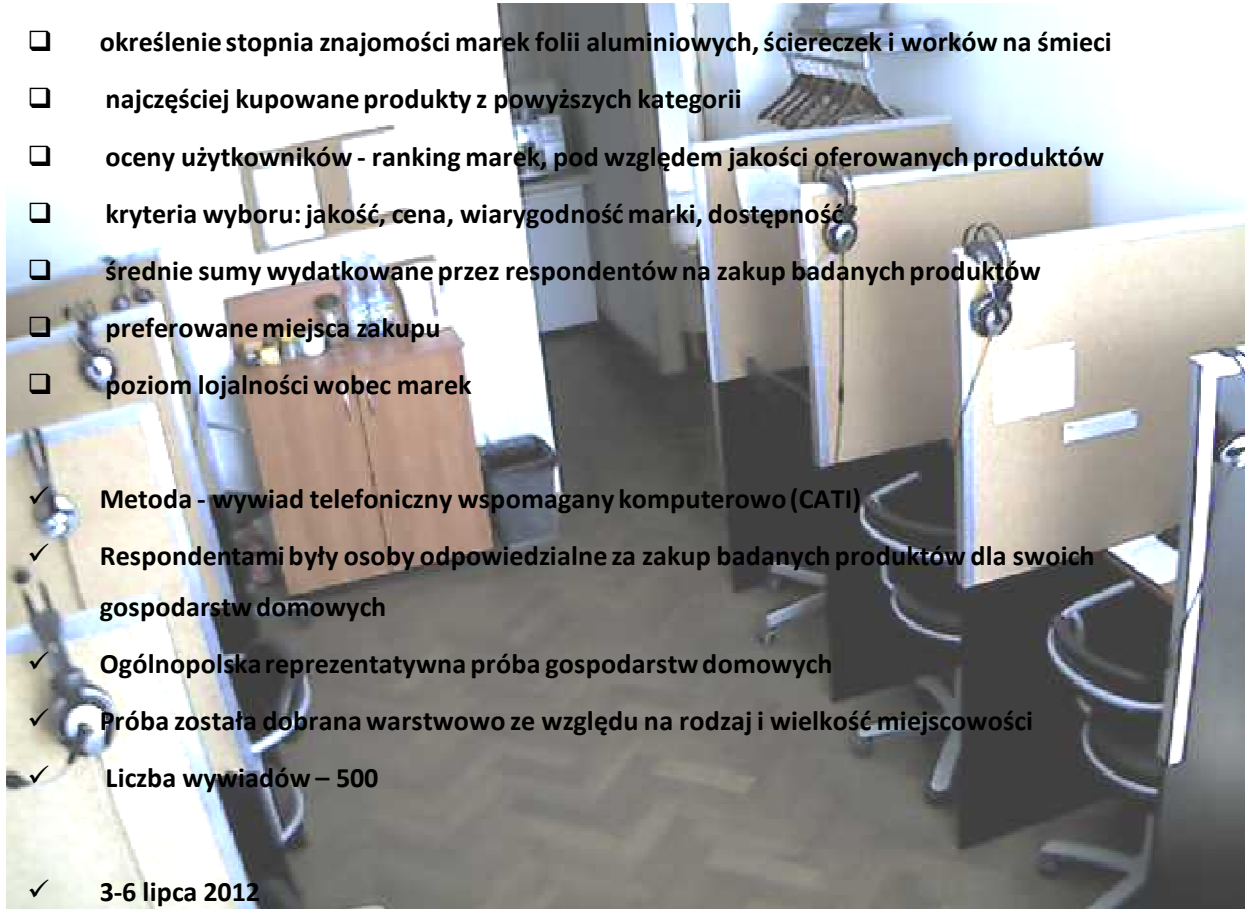 ❑ określenie stopnia znajomości marek folii aluminiowych, ściereczek i worków na śmieci
❑ najczęściej kupowane produkty z powyższych kategorii
❑ oceny użytkowników - ranking marek, pod względem jakości oferowanych produktów
❑ kryteria wyboru: jakość, cena, wiarygodność marki, dostępność
❑ średnie sumy wydatkowane przez respondentów na zakup badanych produktów
❑ preferowane miejsca zakupu
❑ poziom lojalności wobec marek
✓ Metoda - wywiad telefoniczny wspomagany komputerowo (CATI)
✓ Respondentami były osoby odpowiedzialne za zakup badanych produktów dla swoich
gospodarstw domowych
✓ Ogólnopolska reprezentatywna próba gospodarstw domowych
✓ Próba została dobrana warstwowo ze względu na rodzaj i wielkość miejscowości
✓ Liczba wywiadów – 500
✓ 3-6 lipca 2012